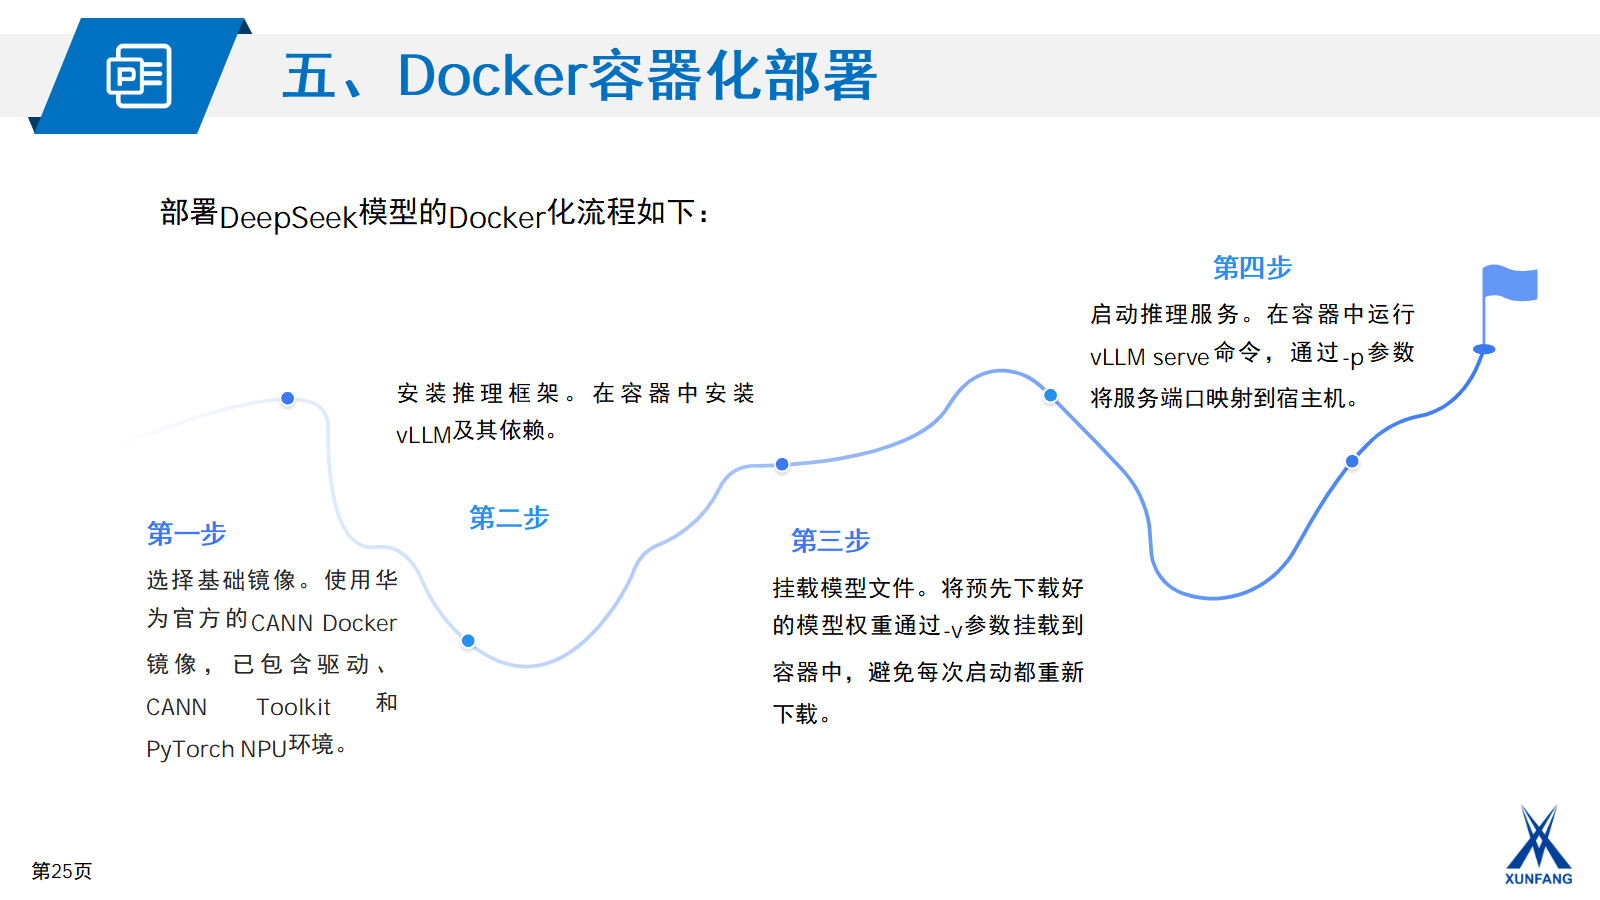 五、Docker容器化部署
部署DeepSeek模型的Docker化流程如下：
第一步
选择基础镜像。使用华
为官方的CANN Docker
镜像，已包含驱动、
CANN Toolkit 和
PyTorch NPU环境。
安装推理框架。在容器中安装
vLLM及其依赖。
第二步
第三步
挂载模型文件。将预先下载好
的模型权重通过-v参数挂载到
容器中，避免每次启动都重新
下载。
第四步
启动推理服务。在容器中运行
vLLM serve命令，通过-p参数
将服务端口映射到宿主机。
第25页
XUNFANG